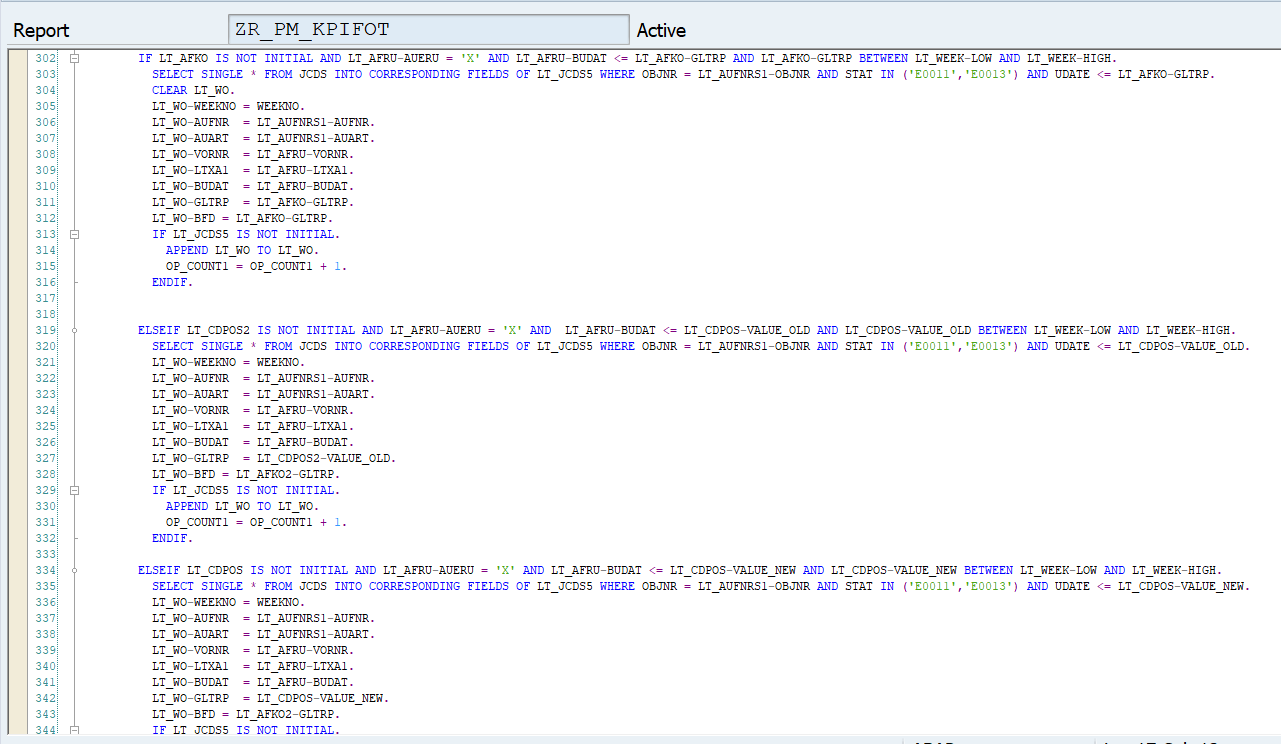 Report ZR_PM_KPIFOT Active
302 IF LT_AFKO IS NOT INITIAL AND LT_AFRU-AUERU = 'X' AND LT_AFRU-BUDAT <= LT_AFKO-GLTRP AND LT_AFKO-GLTRP BETWEEN LT_WEEK-LOW AND LT_WEEK-HIGH.
303 SELECT SINGLE * FROM JCDS INTO CORRESPONDING FIELDS OF LT_JCDS5 WHERE OBJNR = LT_AUFNRS1-OBJNR AND STAT IN ('E0011','E0013') AND UDATE <= LT_AFKO-GLTRP.
304 CLEAR LT_WO.
305 LT_WO-WEEKNO = WEEKNO.
306 LT_WO-AUFNR = LT_AUFNRS1-AUFNR.
307 LT_WO-AUART = LT_AUFNRS1-AUART.
308 LT_WO-VORNR = LT_AFRU-VORNR.
309 LT_WO-LTXA1 = LT_AFRU-LTXA1.
310 LT_WO-BUDAT = LT_AFRU-BUDAT.
311 LT_WO-GLTRP = LT_AFKO-GLTRP.
312 LT_WO-BFD = LT_AFKO-GLTRP.
313 IF LT_JCDS5 IS NOT INITIAL.
314 APPEND LT_WO TO LT_WO.
315 OP_COUNT1 = OP_COUNT1 + 1.
316 ENDIF.
317
318
319 ELSEIF LT_CDPOS2 IS NOT INITIAL AND LT_AFRU-AUERU = 'X' AND LT_AFRU-BUDAT <= LT_CDPOS-VALUE_OLD AND LT_CDPOS-VALUE_OLD BETWEEN LT_WEEK-LOW AND LT_WEEK-HIGH.
320 SELECT SINGLE * FROM JCDS INTO CORRESPONDING FIELDS OF LT_JCDS5 WHERE OBJNR = LT_AUFNRS1-OBJNR AND STAT IN ('E0011','E0013') AND UDATE <= LT_CDPOS-VALUE_OLD.
321 LT_WO-WEEKNO = WEEKNO.
322 LT_WO-AUFNR = LT_AUFNRS1-AUFNR.
323 LT_WO-AUART = LT_AUFNRS1-AUART.
324 LT_WO-VORNR = LT_AFRU-VORNR.
325 LT_WO-LTXA1 = LT_AFRU-LTXA1.
326 LT_WO-BUDAT = LT_AFRU-BUDAT.
327 LT_WO-GLTRP = LT_CDPOS2-VALUE_OLD.
328 LT_WO-BFD = LT_AFKO2-GLTRP.
329 IF LT_JCDS5 IS NOT INITIAL.
330 APPEND LT_WO TO LT_WO.
331 OP_COUNT1 = OP_COUNT1 + 1.
332 ENDIF.
333
334 ELSEIF LT_CDPOS IS NOT INITIAL AND LT_AFRU-AUERU = 'X' AND LT_AFRU-BUDAT <= LT_CDPOS-VALUE_NEW AND LT_CDPOS-VALUE_NEW BETWEEN LT_WEEK-LOW AND LT_WEEK-HIGH.
335 SELECT SINGLE * FROM JCDS INTO CORRESPONDING FIELDS OF LT_JCDS5 WHERE OBJNR = LT_AUFNRS1-OBJNR AND STAT IN ('E0011','E0013') AND UDATE <= LT_CDPOS-VALUE_NEW.
336 LT_WO-WEEKNO = WEEKNO.
337 LT_WO-AUFNR = LT_AUFNRS1-AUFNR.
338 LT_WO-AUART = LT_AUFNRS1-AUART.
339 LT_WO-VORNR = LT_AFRU-VORNR.
340 LT_WO-LTXA1 = LT_AFRU-LTXA1.
341 LT_WO-BUDAT = LT_AFRU-BUDAT.
342 LT_WO-GLTRP = LT_CDPOS-VALUE_NEW.
343 LT_WO-BFD = LT_AFKO2-GLTRP.
344 IF LT_JCDS5 IS NOT INITIAL.